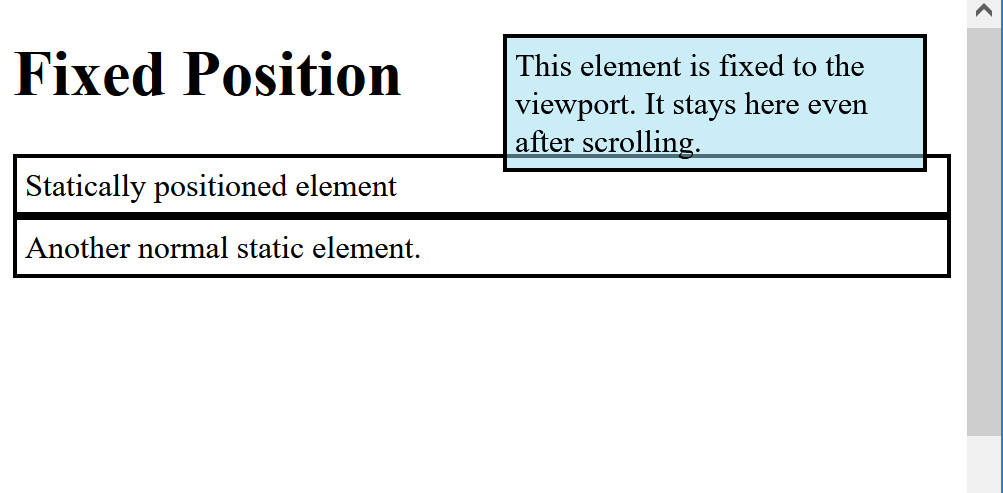 Fixed Position
This element is fixed to the
viewport. It stays here even
after scrolling.
Statically positioned element
Another normal static element.